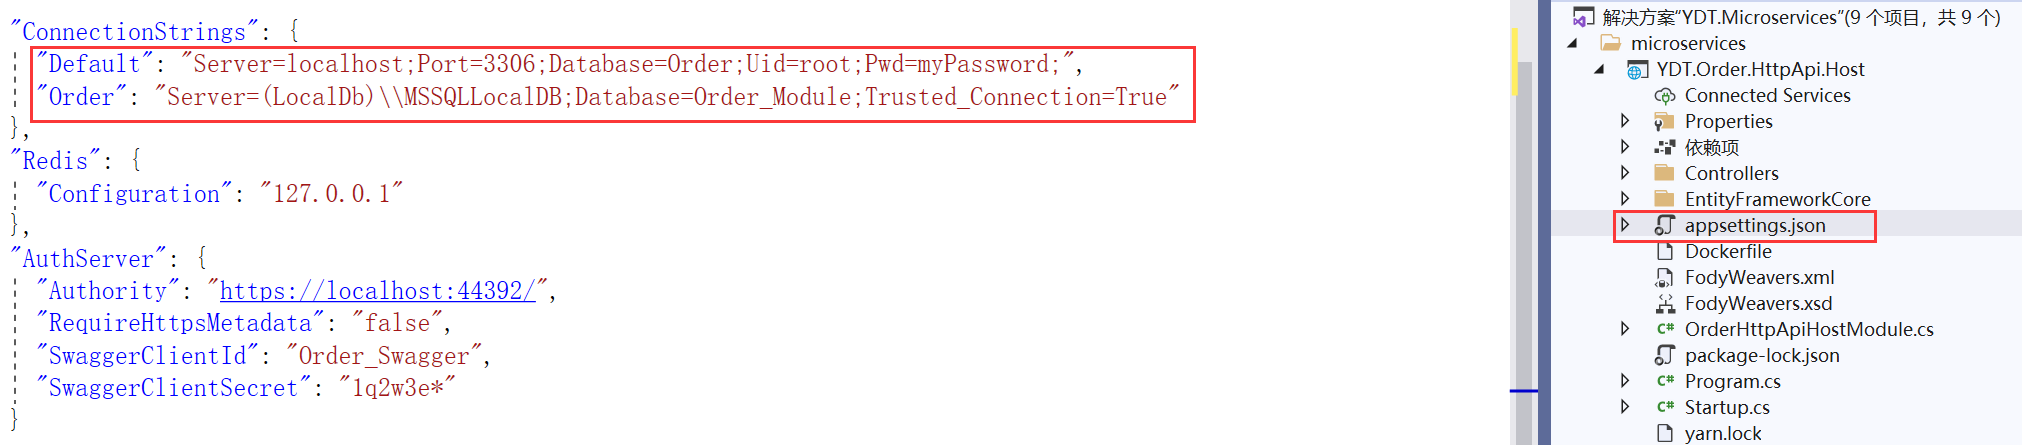 "ConnectionStrings": {
"Default": "Server=localhost;Port=3306;Database=Order;Uid=root;Pwd=myPassword;",
"Order": "Server=(LocalDb)\\MSSQLLocalDB;Database=Order_Module;Trusted_Connection=True"
},
"Redis": {
"Configuration": "127.0.0.1"
},
"AuthServer": {
"Authority": "https://localhost:44392/",
"RequireHttpsMetadata": "false",
"SwaggerClientId": "Order_Swagger",
"SwaggerClientSecret": "1q2w3e*"
}
解决方案"YDT.Microservices"(9 个项目，共 9 个)
microservices
YDT.Order.HttpApi.Host
Connected Services
Properties
依赖项
Controllers
EntityFrameworkCore
appsettings.json
Dockerfile
FodyWeavers.xml
FodyWeavers.xsd
C# OrderHttpApiHostModule.cs
package-lock.json
C# Program.cs
C# Startup.cs
yarn.lock